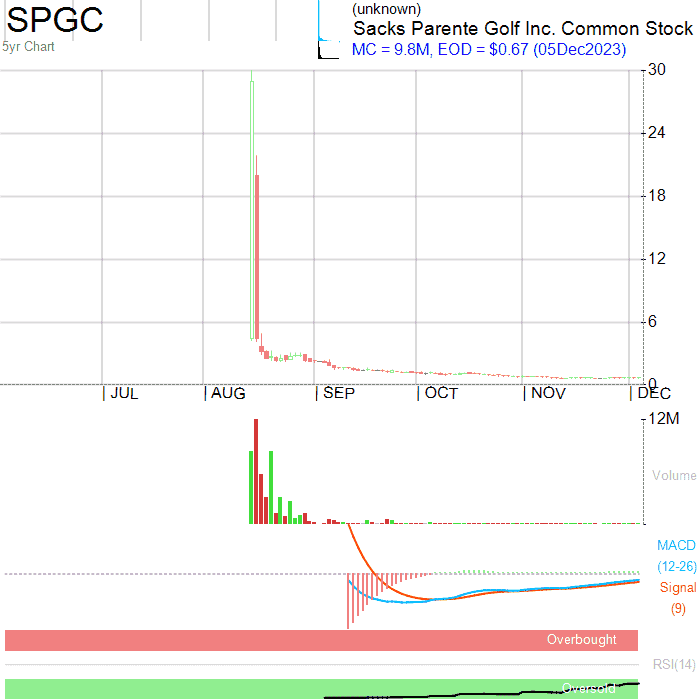 SPGC
5yr Chart
(unknown)
Sacks Parente Golf Inc. Common Stock
MC = 9.8M, EOD = $0.67 (05Dec2023)
30
24
18
12
6
0
JUL AUG SEP OCT NOV DEC
12M
Volume
MACD
(12-26)
Signal
(9)
Overbought
RSI(14)
Oversold